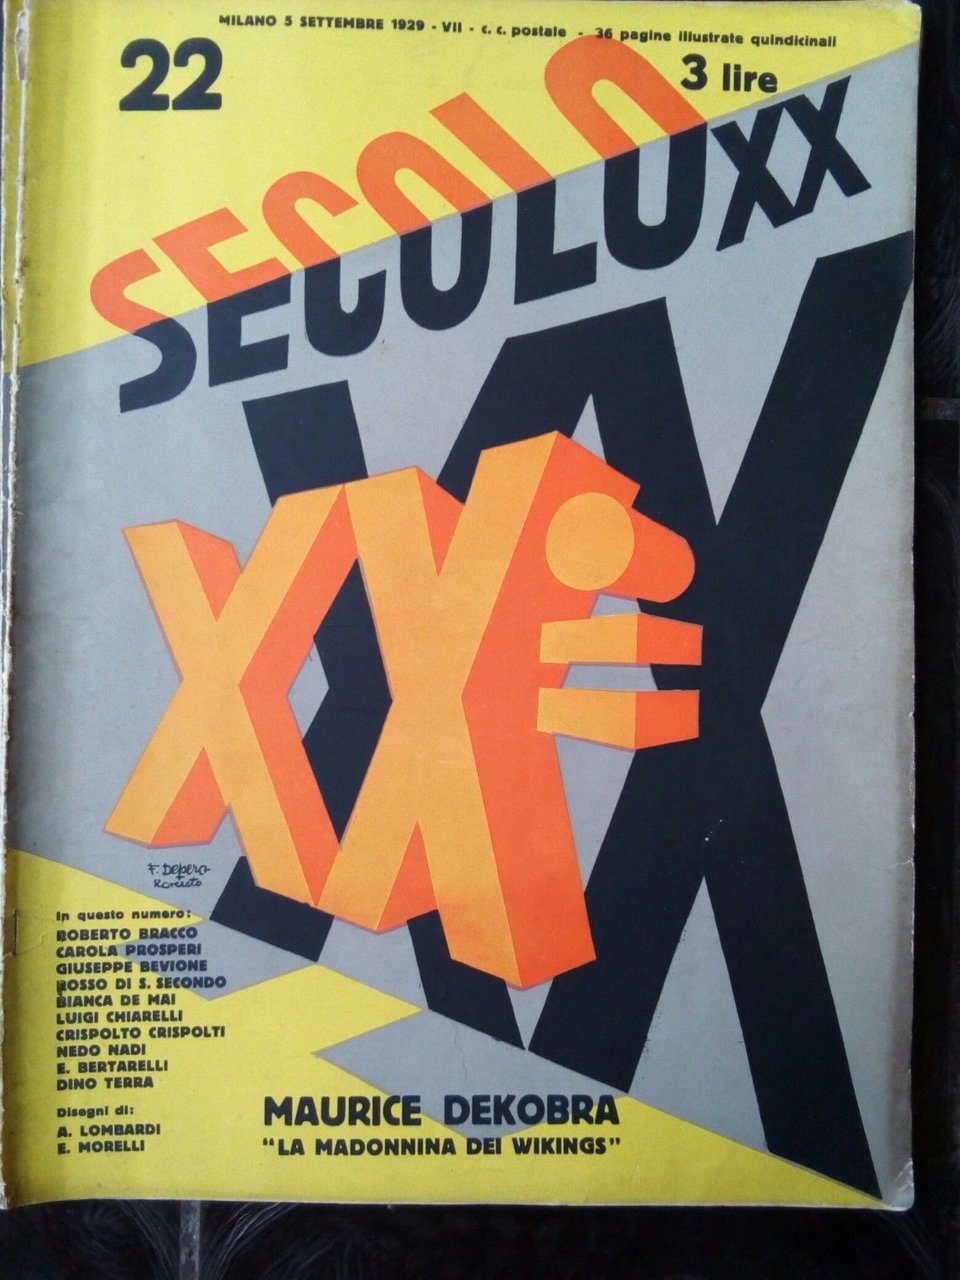 MILANO 5 SETTEMBRE 1929 - VII - c. c. postale - 36 pagine illustrate quindicinali
22
3 lire
SECOLO XX
XX
F. Depero
Rovereto
In questo numero:
ROBERTO BRACCO
CAROLA PROSPERI
GIUSEPPE BEVIONE
ROSSO DI S. SECONDO
BIANCA DE MAJ
LUIGI CHIARELLI
CRISPOLTO CRISPOLTI
NEDO NADI
E. BERTARELLI
DINO TERRA
Disegni di:
A. LOMBARDI
E. MORELLI
MAURICE DEKOBRA
"LA MADONNINA DEI WIKINGS"